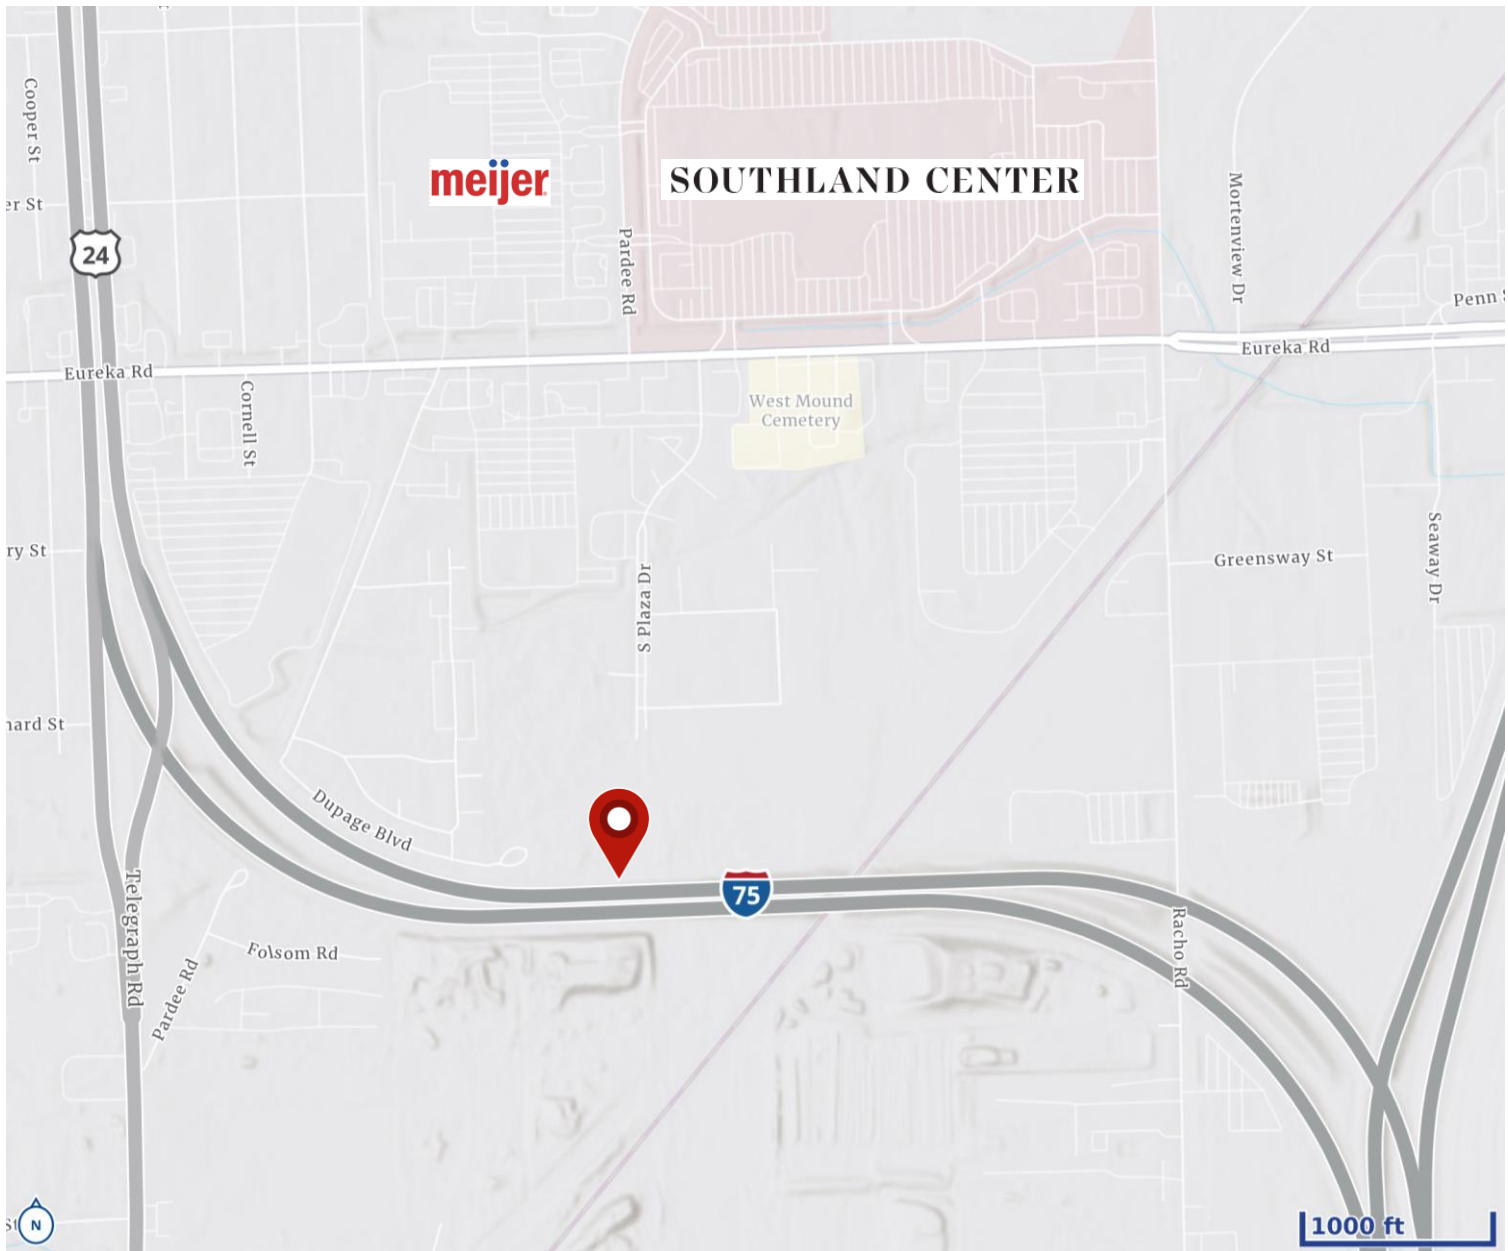 Cooper St
er St
meijer
SOUTHLAND CENTER
24
Pardee Rd
Mortenview Dr
Penn
Eureka Rd
Eureka Rd
Cornell St
West Mound
Cemetery
ry St
S Plaza Dr
Greensway St
Seaway Dr
nard St
Dupage Blvd
75
Telegraph Rd
Folsom Rd
Pardee Rd
Racho Rd
St
N
1000 ft